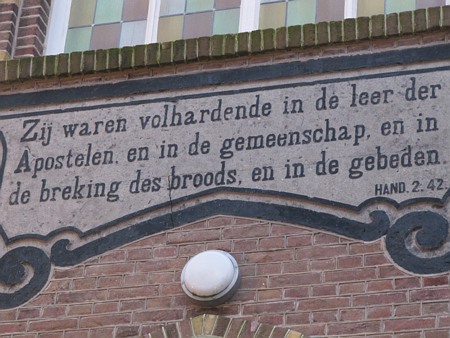 Zij waren volhardende in de leer der
Apostelen, en in de gemeenschap, en in
de breking des broods, en in de gebeden.
HAND. 2. 42.